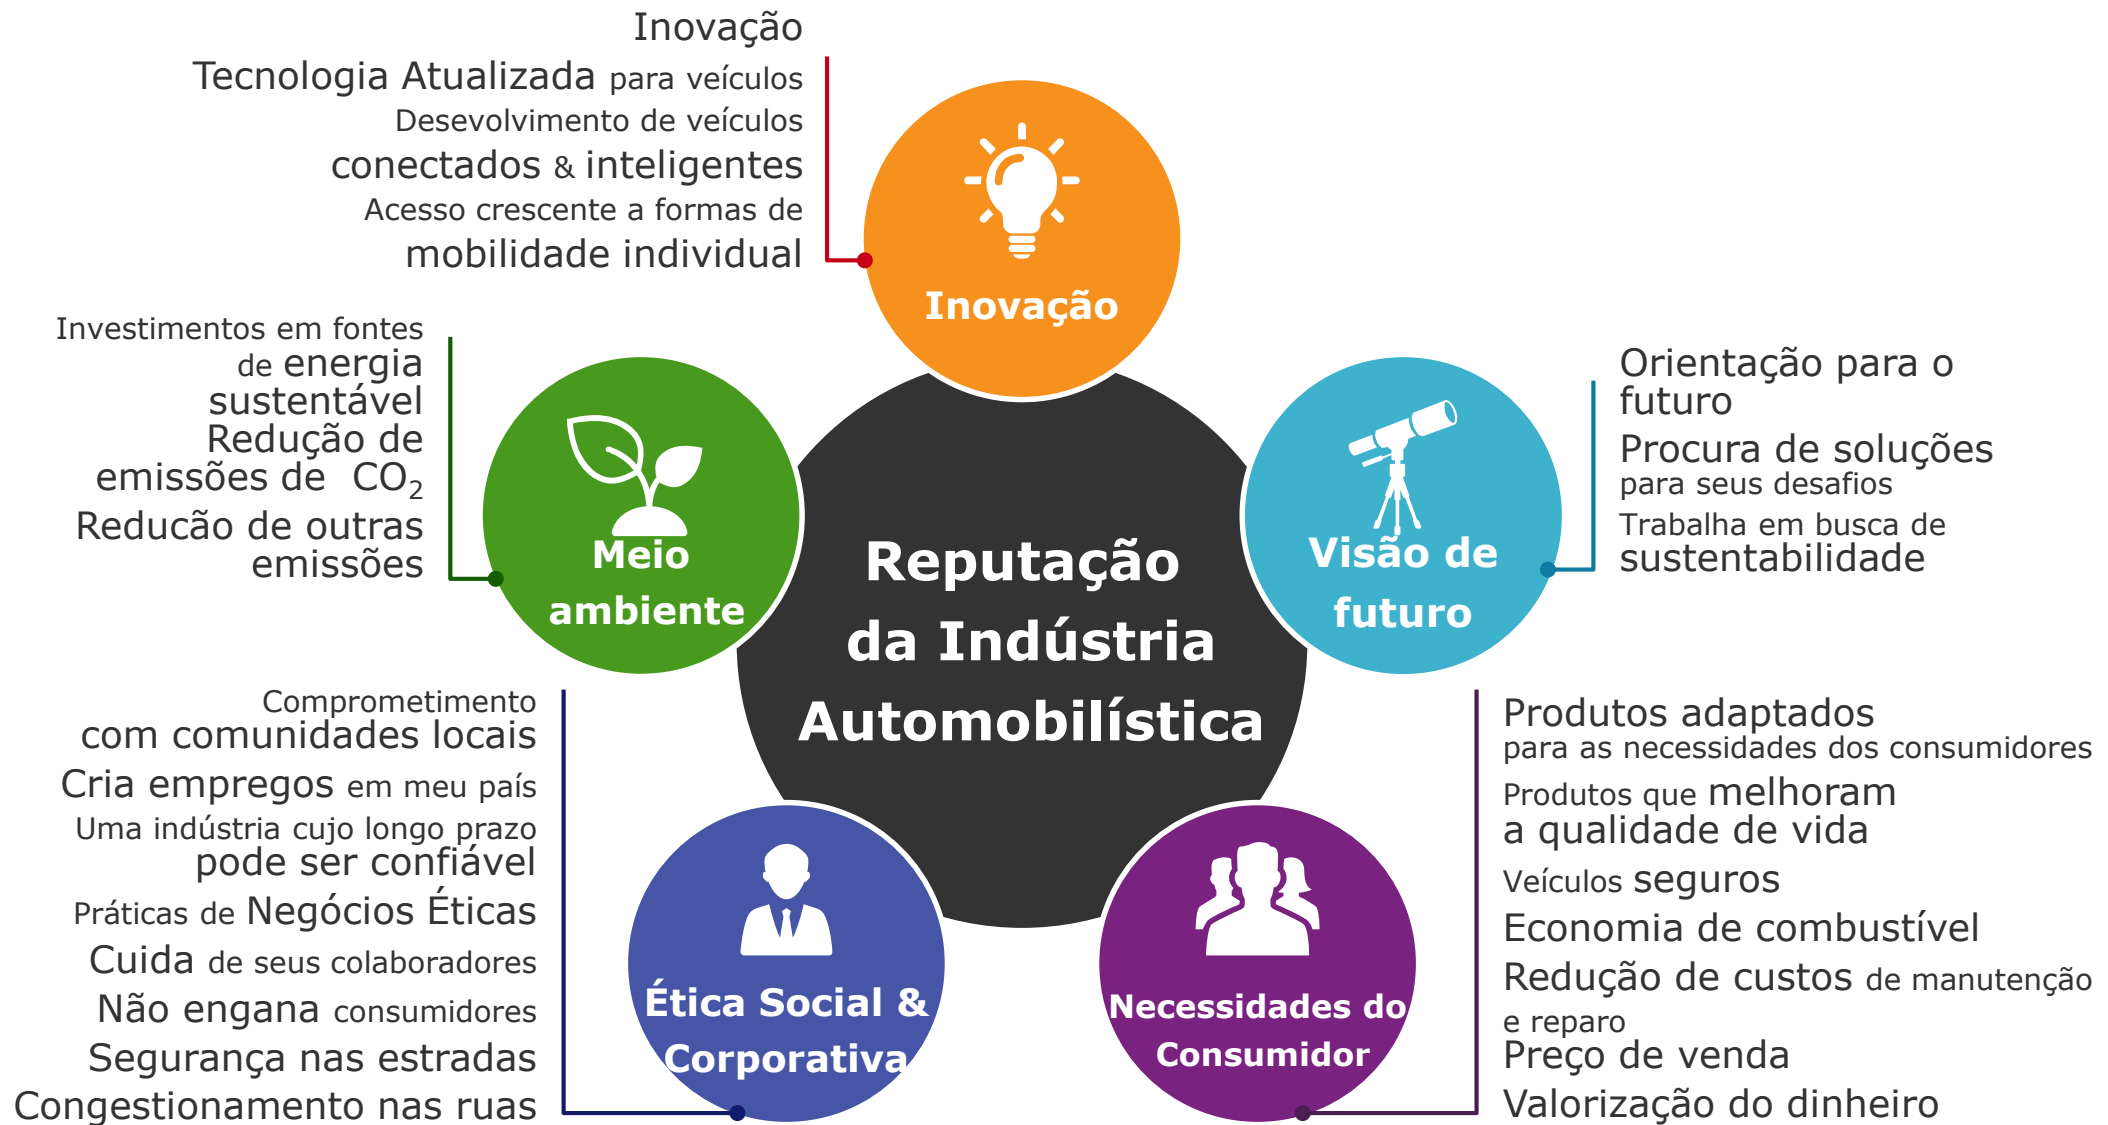 Inovação
Tecnologia Atualizada para veículos
Desevolvimento de veículos
conectados & inteligentes
Acesso crescente a formas de
mobilidade individual
Inovação
Investimentos em fontes
de energia
sustentável
Redução de
emissões de CO₂
Reducão de outras
emissões
Meio
ambiente
Reputação
da Indústria
Automobilística
Visão de
futuro
Orientação para o
futuro
Procura de soluções
para seus desafios
Trabalha em busca de
sustentabilidade
Comprometimento
com comunidades locais
Cria empregos em meu país
Uma indústria cujo longo prazo
pode ser confiável
Práticas de Negócios Éticas
Cuida de seus colaboradores
Não engana consumidores
Segurança nas estradas
Congestionamento nas ruas
Ética Social &
Corporativa
Necessidades do
Consumidor
Produtos adaptados
para as necessidades dos consumidores
Produtos que melhoram
a qualidade de vida
Veículos seguros
Economia de combustível
Redução de custos de manutenção
e reparo
Preço de venda
Valorização do dinheiro